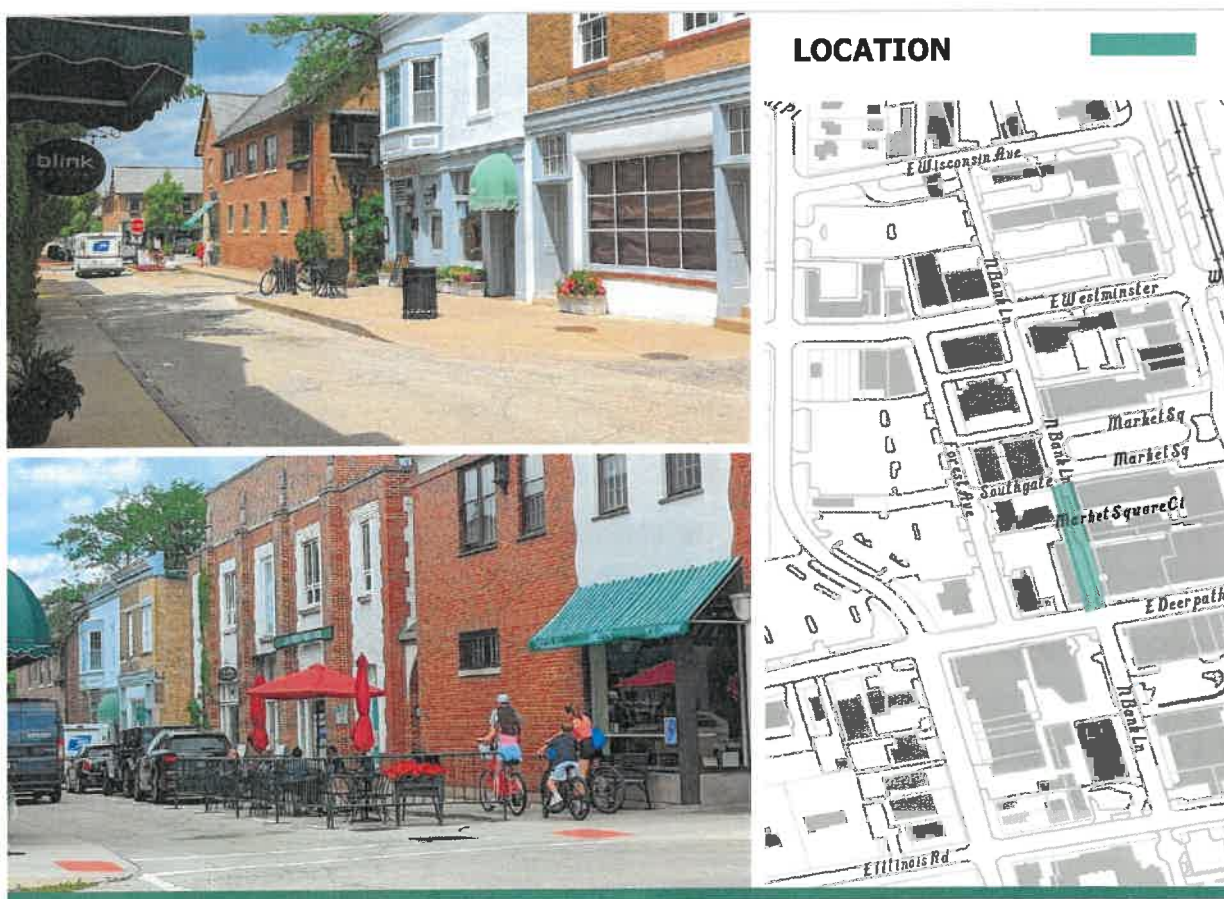 blink
LOCATION
E Wisconsin Ave
N Bank Ln
E Westminster
Market Sq
N Bank Ln
Market Sq
Forest Ave
Southgate
Market Square Ct
E Deerpath
N Bank Ln
E Illinois Rd